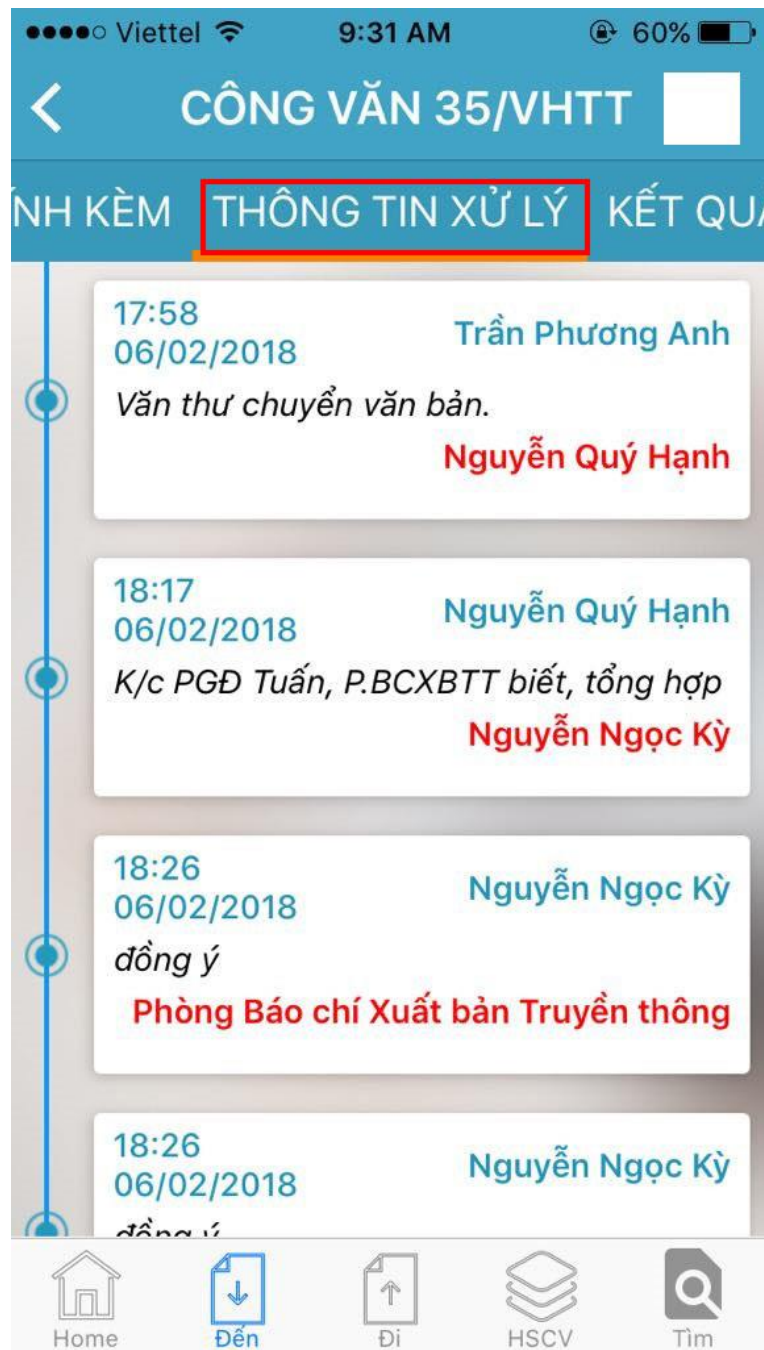 Viettel 9:31 AM 60%
CÔNG VĂN 35/VHTT
NH KÈM THÔNG TIN XỬ LÝ KẾT QU
17:58
06/02/2018
Trần Phương Anh
Văn thư chuyển văn bản.
Nguyễn Quý Hạnh
18:17
06/02/2018
Nguyễn Quý Hạnh
K/c PGĐ Tuấn, P.BCXBTT biết, tổng hợp
Nguyễn Ngọc Kỳ
18:26
06/02/2018
Nguyễn Ngọc Kỳ
đồng ý
Phòng Báo chí Xuất bản Truyền thông
18:26
06/02/2018
Nguyễn Ngọc Kỳ
đồng ý
Home Đến Đi HSCV Tìm